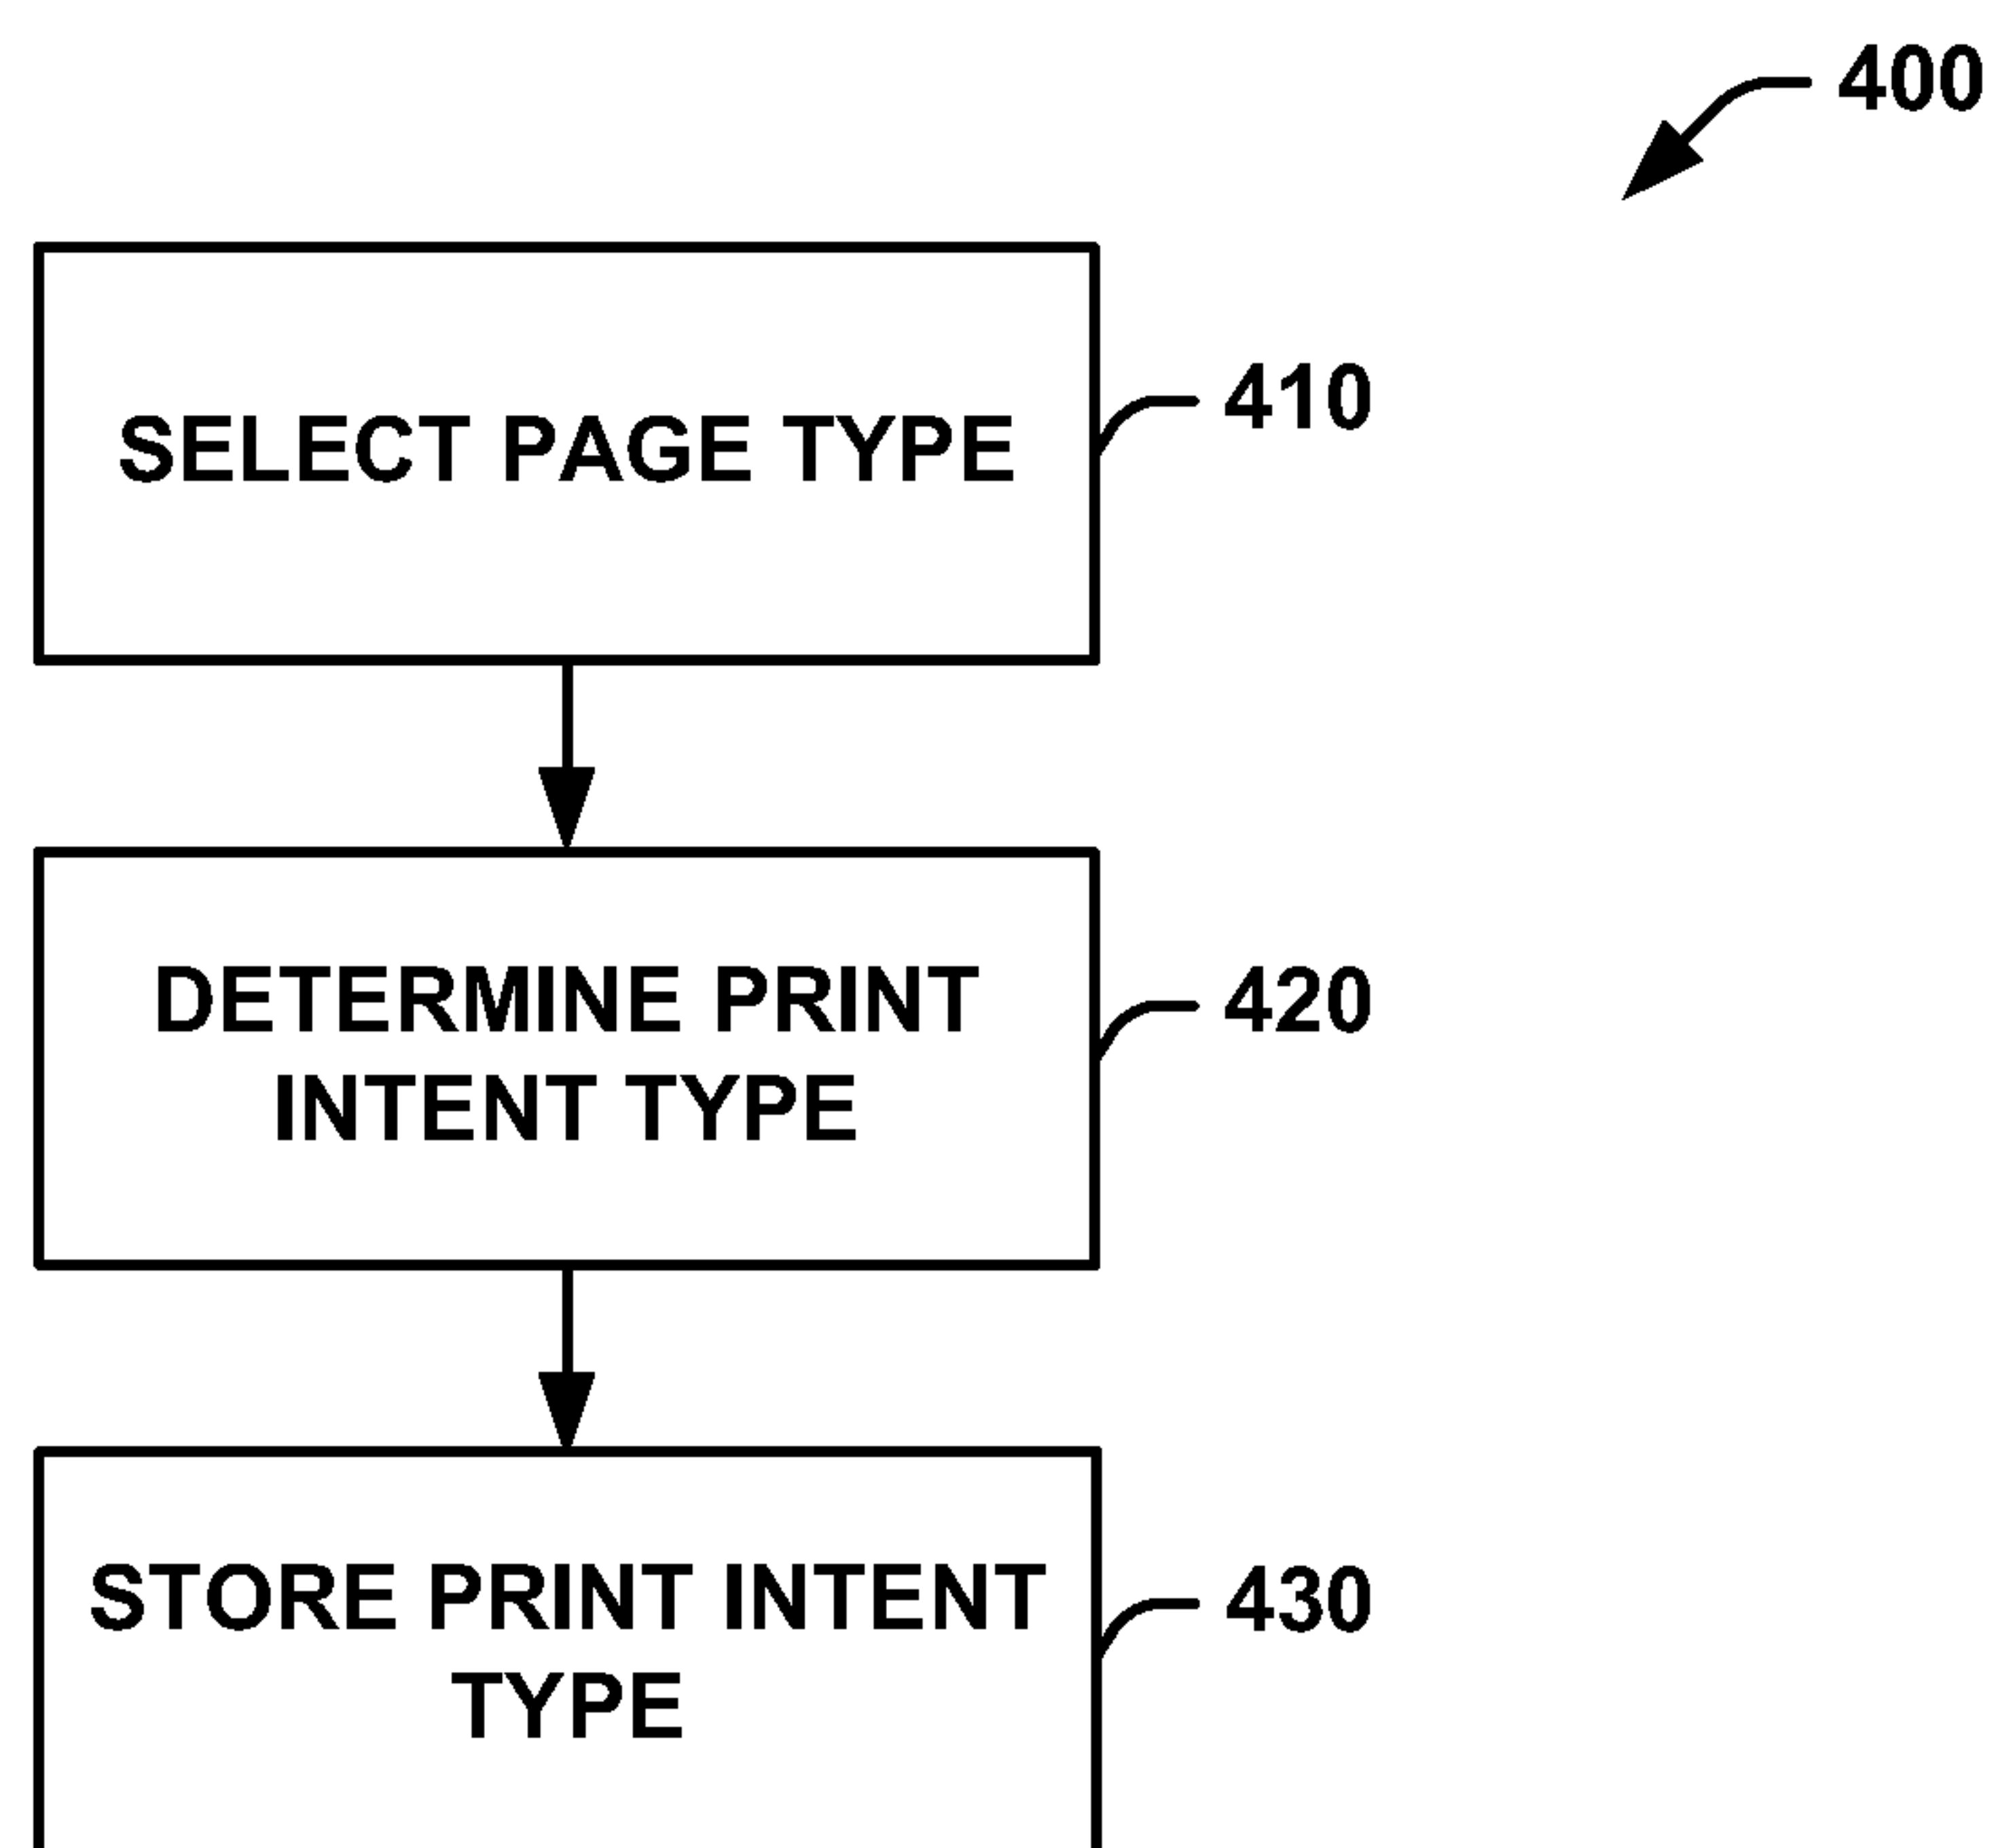 400
SELECT PAGE TYPE
410
DETERMINE PRINT
INTENT TYPE
420
STORE PRINT INTENT
TYPE
430